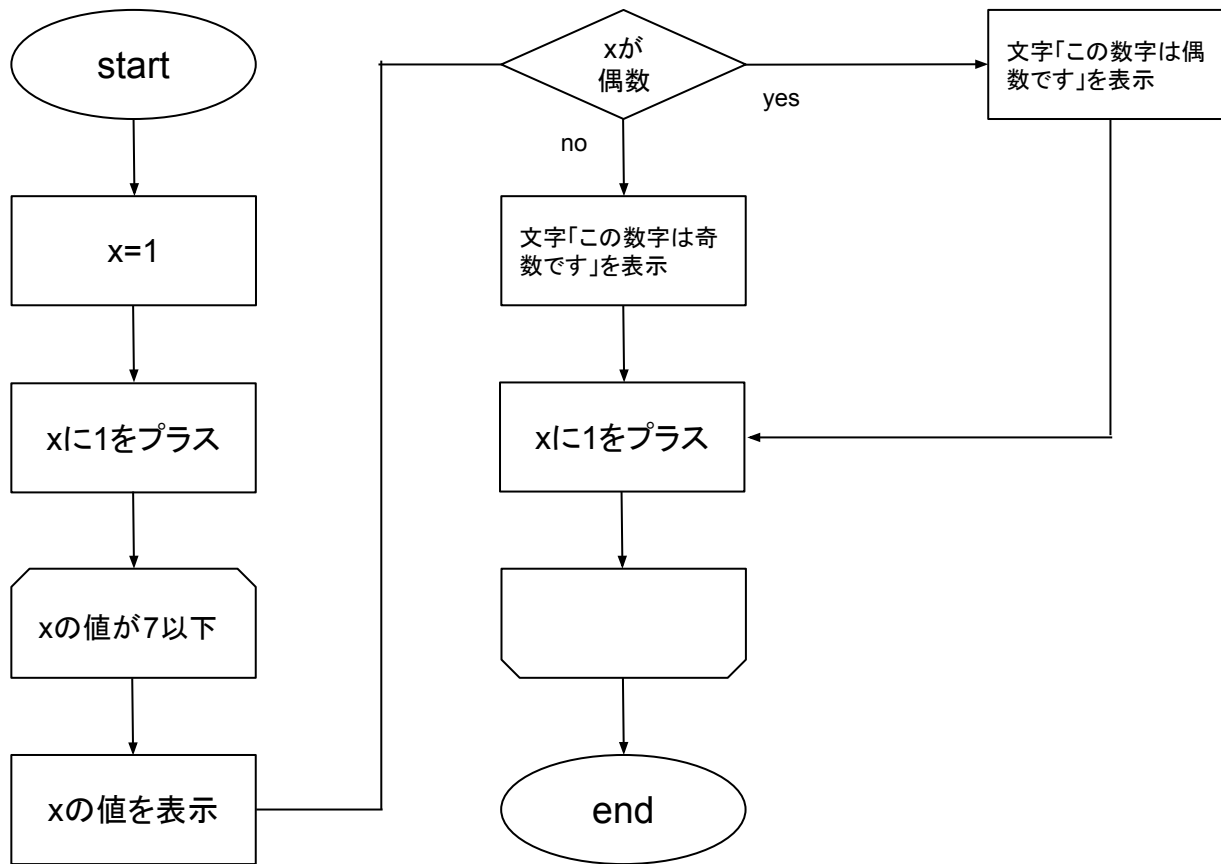 start
x=1
xに1をプラス
xの値が7以下
xの値を表示
xが
偶数
yes
no
文字「この数字は偶
数です」を表示
文字「この数字は奇
数です」を表示
xに1をプラス
end